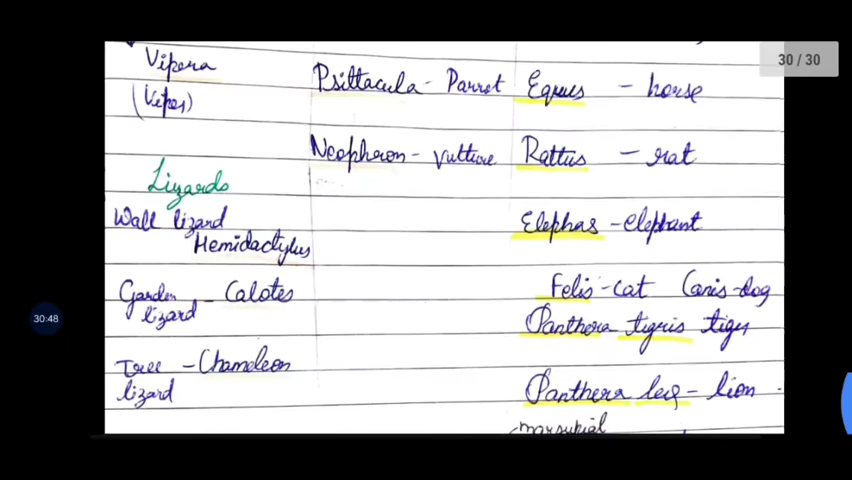 30 / 30
Vipera
(Viper)
Lizards
Wall lizard
Hemidactylus
Garden lizard - Calotes
Tree lizard - Chameleon
Psittacula - Parrot
Neophron - vulture
Equus - horse
Rattus - rat
Elephas - elephant
Felis - cat Canis - dog
Panthera tigris tiger
Panthera leo - lion
marsupial
30:48